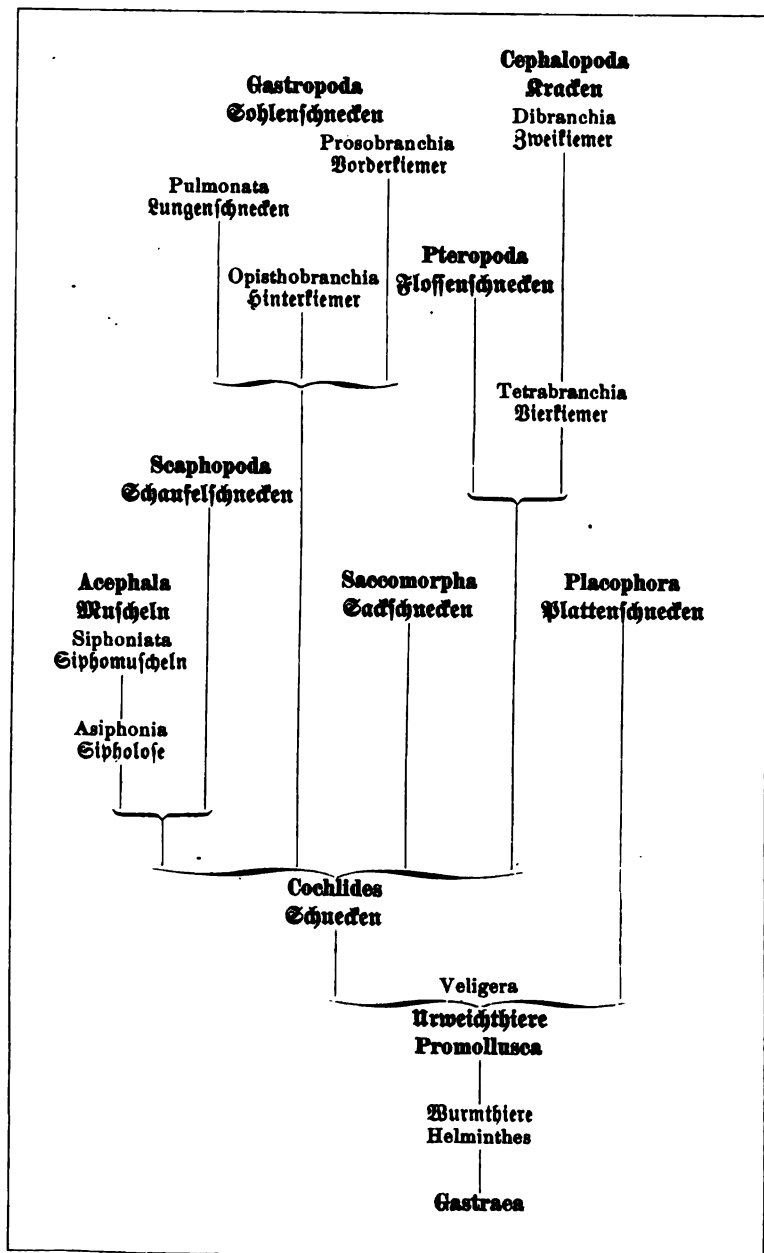 Cephalopoda
Kracken
Dibranchia
Zweikiemer
Gastropoda
Sohlenschnecken
Prosobranchia
Vorderkiemer
Pulmonata
Lungenschnecken
Opisthobranchia
Hinterkiemer
Pteropoda
Flossenschnecken
Tetrabranchia
Vierkiemer
Scaphopoda
Schaufelschnecken
Acephala
Muscheln
Siphoniata
Siphomuscheln
Asiphonia
Sipholose
Saccomorpha
Sackschnecken
Placophora
Plattenschnecken
Cochlides
Schnecken
Veligera
Urweichthiere
Promollusca
Wurmthiere
Helminthes
Gastraea